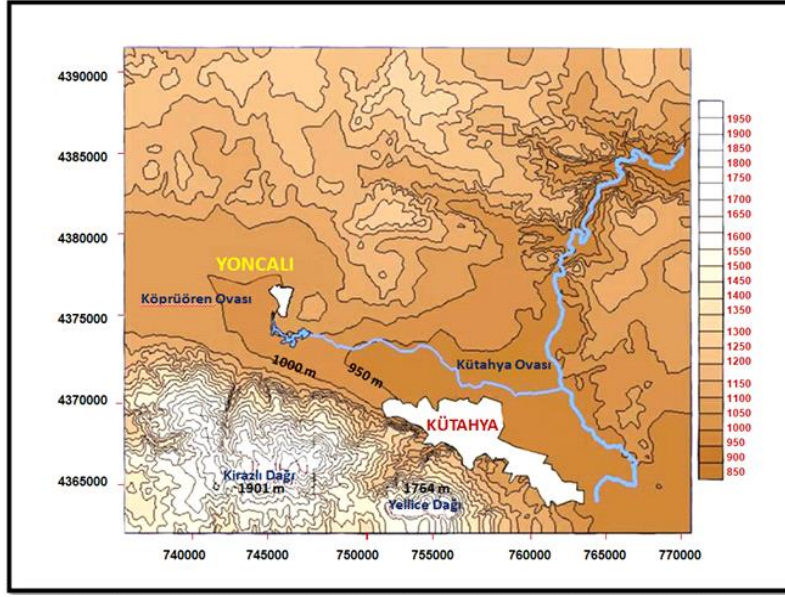 4390000
4385000
4380000
4375000
4370000
4365000
YONCALI
Köprüören Ovası
1000 m
950 m
Kütahya Ovası
KÜTAHYA
Kirazlı Dağı
1901 m
1764 m
Yellice Dağı
740000 745000 750000 755000 760000 765000 770000
1950
1900
1850
1800
1750
1700
1650
1600
1550
1500
1450
1400
1350
1300
1250
1200
1150
1100
1050
1000
950
900
850